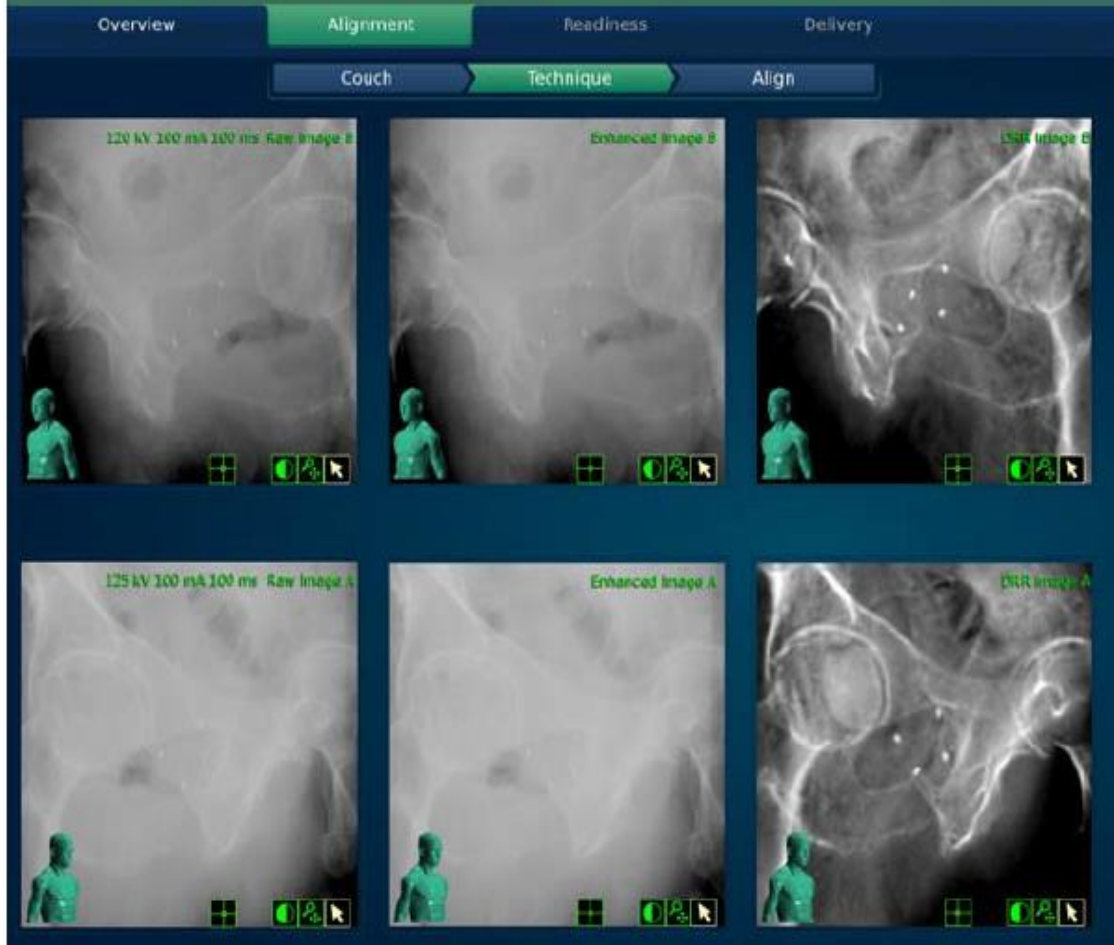 Overview Alignment Readiness Delivery
Couch Technique Align
120 kV 100 mA 100 ms Raw Image B
Enhanced Image B
DRR Image B
125 kV 100 mA 100 ms Raw Image A
Enhanced Image A
DRR Image A